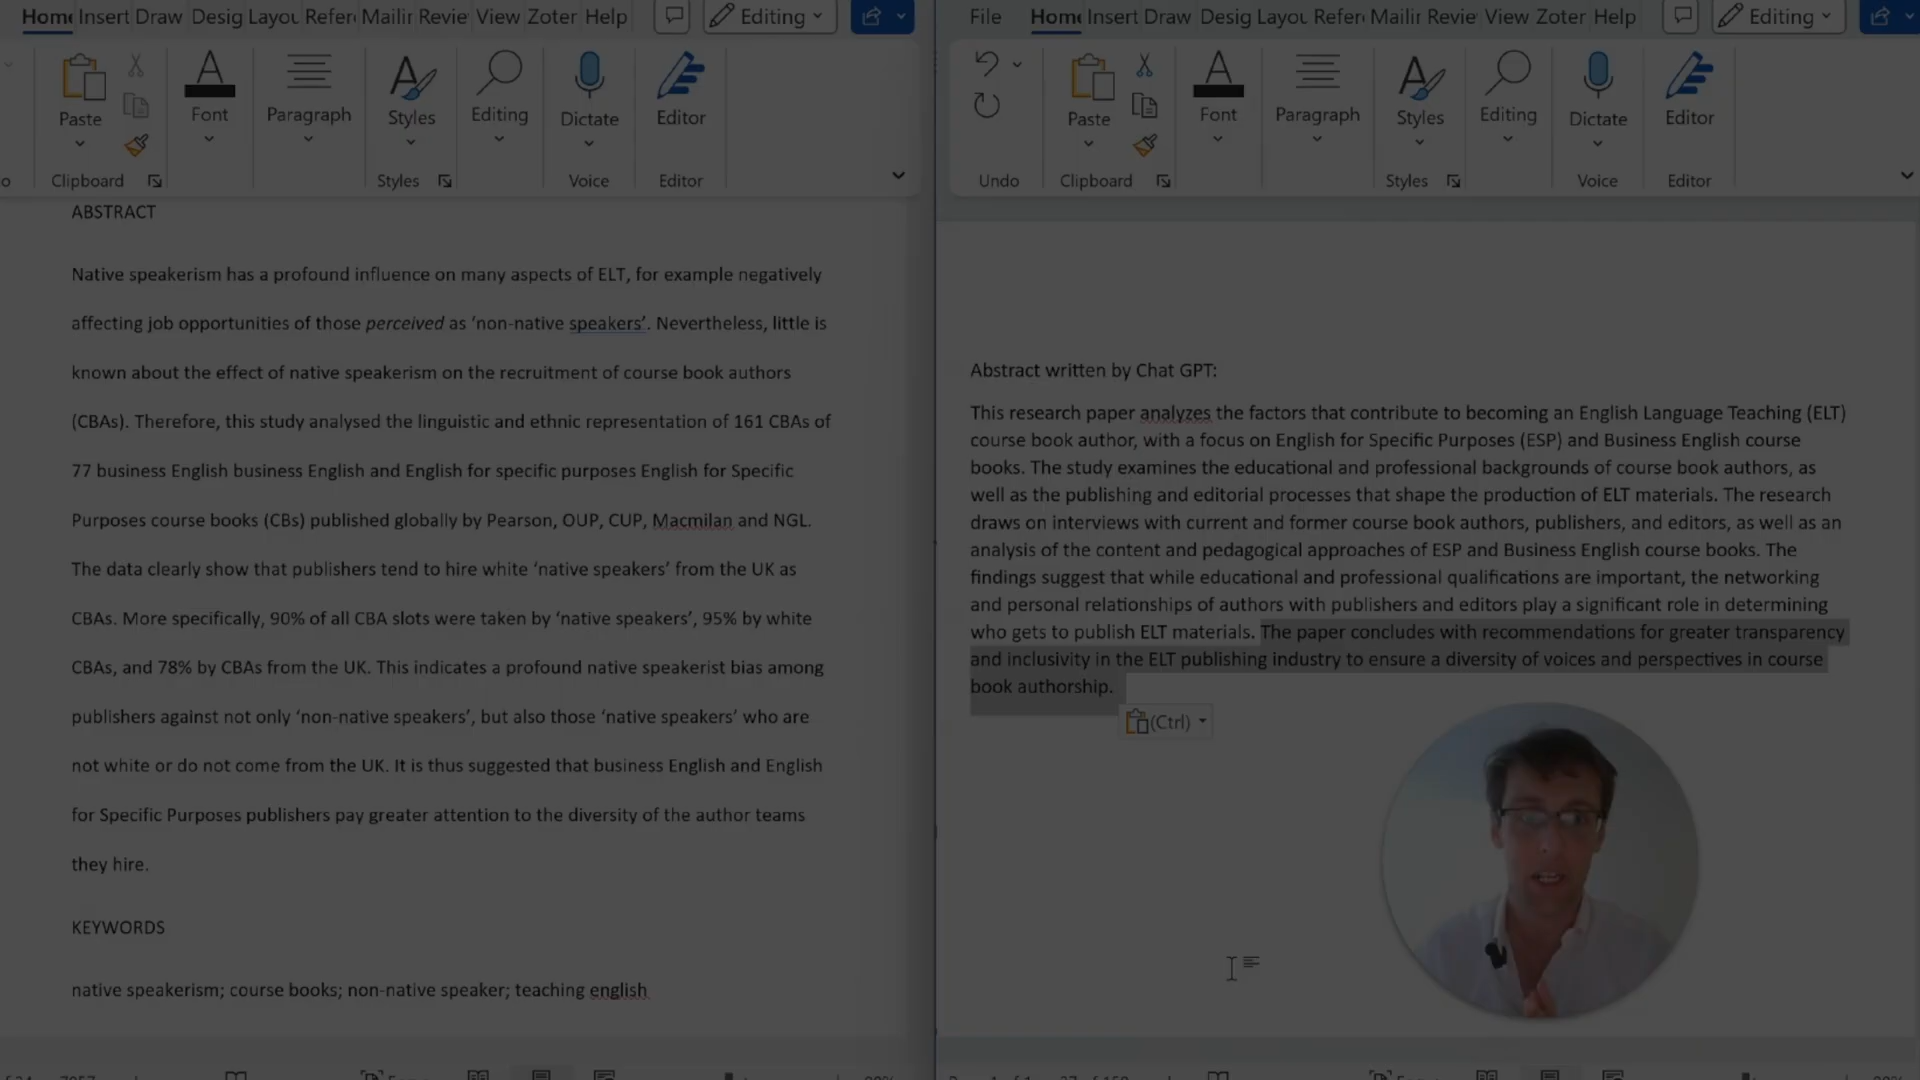 Home Insert Draw Desig Layou Refer Mailin Revie View Zoter Help Editing
Paste Font Paragraph Styles Editing Dictate Editor
Clipboard Styles Voice Editor
ABSTRACT
Native speakerism has a profound influence on many aspects of ELT, for example negatively
affecting job opportunities of those perceived as ‘non-native speakers’. Nevertheless, little is
known about the effect of native speakerism on the recruitment of course book authors
(CBAs). Therefore, this study analysed the linguistic and ethnic representation of 161 CBAs of
77 business English business English and English for specific purposes English for Specific
Purposes course books (CBs) published globally by Pearson, OUP, CUP, Macmilan and NGL.
The data clearly show that publishers tend to hire white ‘native speakers’ from the UK as
CBAs. More specifically, 90% of all CBA slots were taken by ‘native speakers’, 95% by white
CBAs, and 78% by CBAs from the UK. This indicates a profound native speakerist bias among
publishers against not only ‘non-native speakers’, but also those ‘native speakers’ who are
not white or do not come from the UK. It is thus suggested that business English and English
for Specific Purposes publishers pay greater attention to the diversity of the author teams
they hire.
KEYWORDS
native speakerism; course books; non-native speaker; teaching english
File Home Insert Draw Desig Layou Refer Mailin Revie View Zoter Help Editing
Paste Font Paragraph Styles Editing Dictate Editor
Undo Clipboard Styles Voice Editor
Abstract written by Chat GPT:
This research paper analyzes the factors that contribute to becoming an English Language Teaching (ELT)
course book author, with a focus on English for Specific Purposes (ESP) and Business English course
books. The study examines the educational and professional backgrounds of course book authors, as
well as the publishing and editorial processes that shape the production of ELT materials. The research
draws on interviews with current and former course book authors, publishers, and editors, as well as an
analysis of the content and pedagogical approaches of ESP and Business English course books. The
findings suggest that while educational and professional qualifications are important, the networking
and personal relationships of authors with publishers and editors play a significant role in determining
who gets to publish ELT materials. The paper concludes with recommendations for greater transparency
and inclusivity in the ELT publishing industry to ensure a diversity of voices and perspectives in course
book authorship.
(Ctrl)